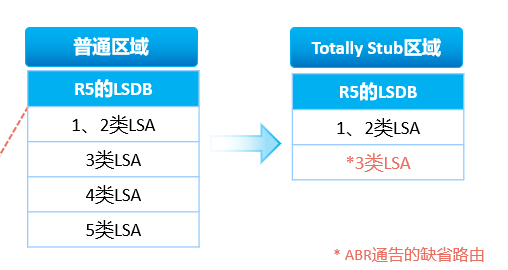 普通区域
R5的LSDB
1、2类LSA
3类LSA
4类LSA
5类LSA
Totally Stub区域
R5的LSDB
1、2类LSA
*3类LSA
* ABR通告的缺省路由